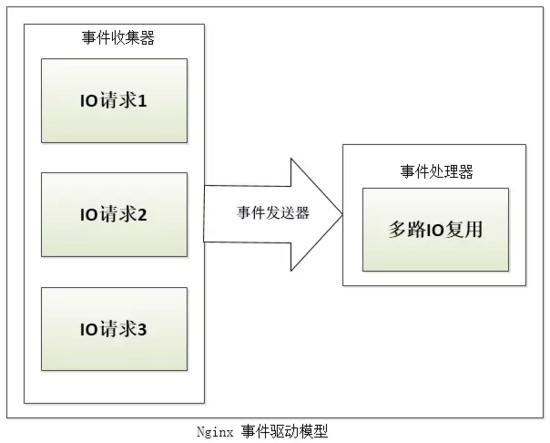 事件收集器
IO请求1
IO请求2
IO请求3
事件发送器
事件处理器
多路IO复用
Nginx 事件驱动模型